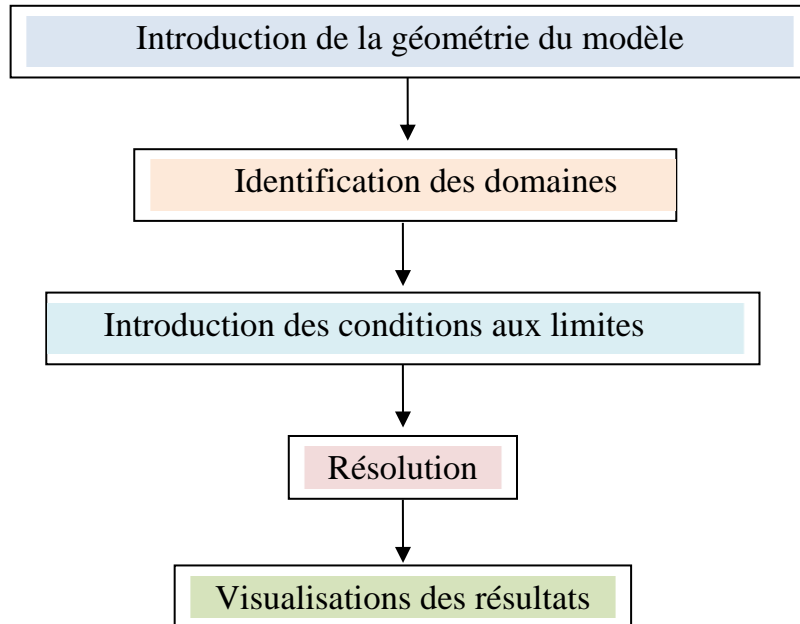 Introduction de la géométrie du modèle
Identification des domaines
Introduction des conditions aux limites
Résolution
Visualisations des résultats